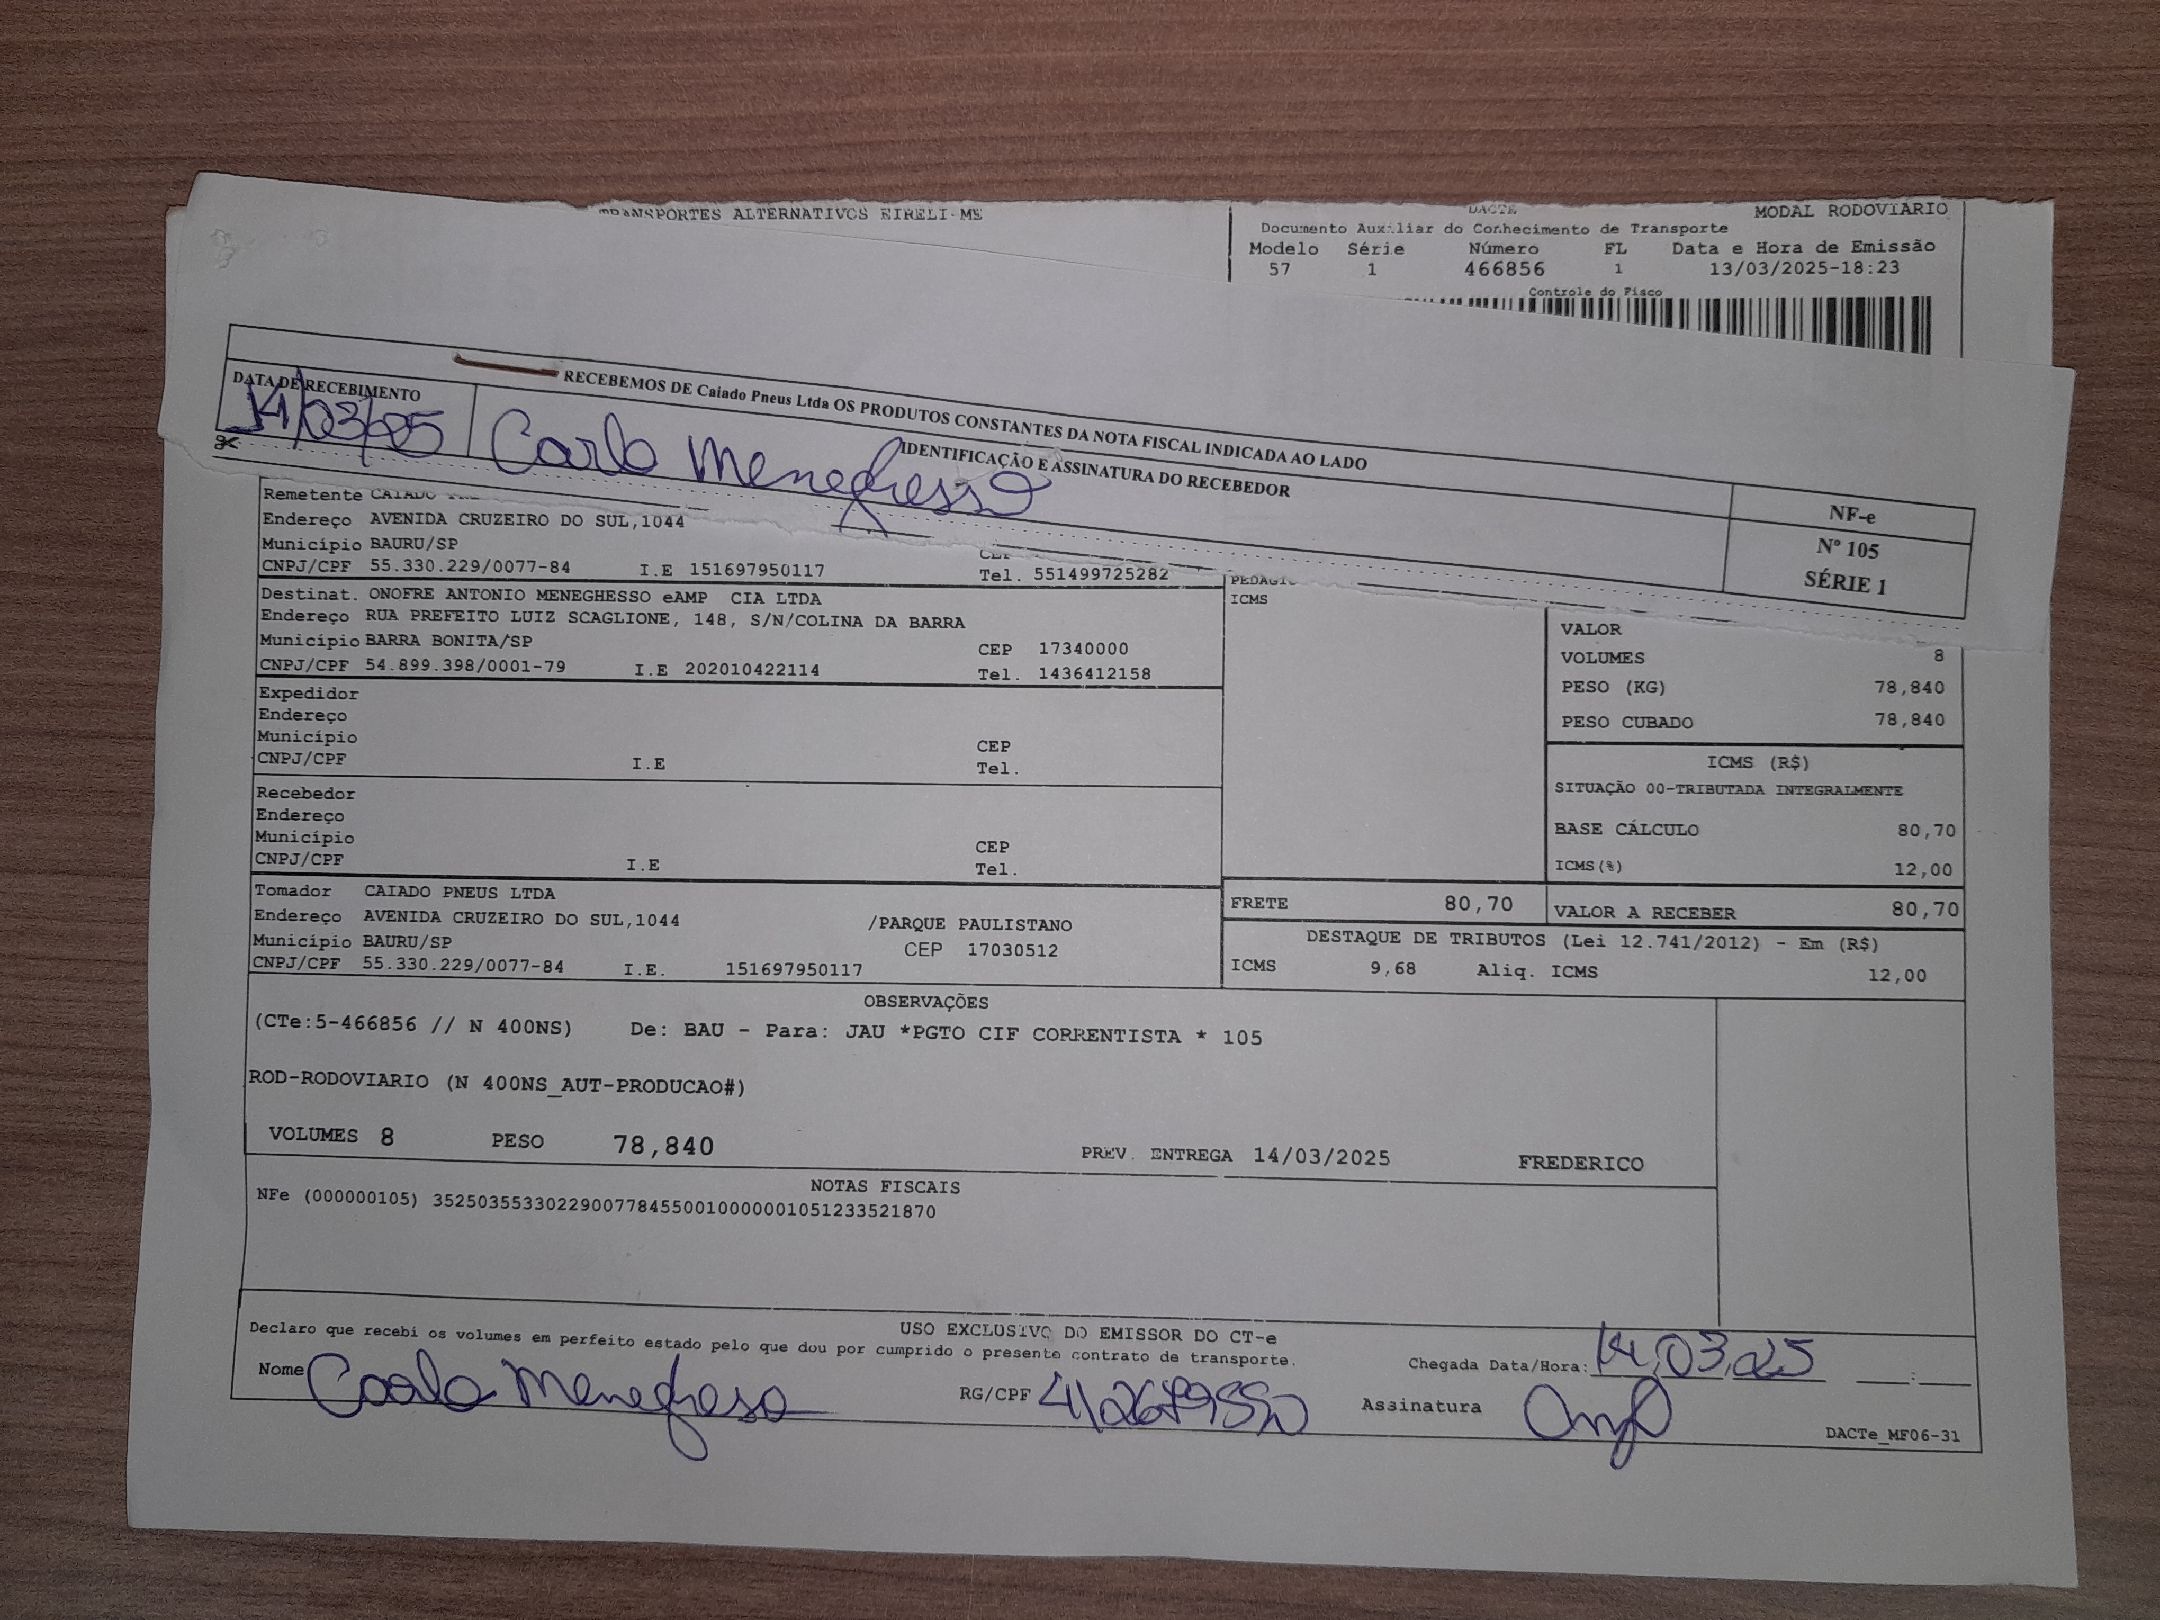 TRANSPORTES ALTERNATIVOS EIRELI-ME
DACTE
MODAL RODOVIÁRIO
Documento Auxiliar do Conhecimento de Transporte
Modelo Série Número FL Data e Hora de Emissão
57 1 466856 1 13/03/2025-18:23
Controle do Fisco
RECEBEMOS DE Caiado Pneus Ltda OS PRODUTOS CONSTANTES DA NOTA FISCAL INDICADA AO LADO
DATA DE RECEBIMENTO
IDENTIFICAÇÃO E ASSINATURA DO RECEBEDOR
14/03/25 Carlo Meneghesso
NF-e
Nº 105
SÉRIE 1
Remetente CAIADO
Endereço AVENIDA CRUZEIRO DO SUL,1044
Município BAURU/SP
CEP
CNPJ/CPF 55.330.229/0077-84 I.E 151697950117 Tel. 551499725282
Destinat. ONOFRE ANTONIO MENEGHESSO eAMP CIA LTDA
Endereço RUA PREFEITO LUIZ SCAGLIONE, 148, S/N/COLINA DA BARRA
Município BARRA BONITA/SP CEP 17340000
CNPJ/CPF 54.899.398/0001-79 I.E 202010422114 Tel. 1436412158
Expedidor
Endereço
Município CEP
CNPJ/CPF I.E Tel.
Recebedor
Endereço
Município CEP
CNPJ/CPF I.E Tel.
Tomador CAIADO PNEUS LTDA
Endereço AVENIDA CRUZEIRO DO SUL,1044 /PARQUE PAULISTANO
Município BAURU/SP CEP 17030512
CNPJ/CPF 55.330.229/0077-84 I.E. 151697950117
PEDÁGIO
ICMS
VALOR
VOLUMES 8
PESO (KG) 78,840
PESO CUBADO 78,840
ICMS (R$)
SITUAÇÃO 00-TRIBUTADA INTEGRALMENTE
BASE CÁLCULO 80,70
ICMS(%) 12,00
FRETE 80,70 VALOR A RECEBER 80,70
DESTAQUE DE TRIBUTOS (Lei 12.741/2012) - Em (R$)
ICMS 9,68 Aliq. ICMS 12,00
OBSERVAÇÕES
(CTe:5-466856 // N 400NS) De: BAU - Para: JAU *PGTO CIF CORRENTISTA * 105
ROD-RODOVIARIO (N 400NS_AUT-PRODUCAO#)
VOLUMES 8 PESO 78,840 PREV. ENTREGA 14/03/2025 FREDERICO
NOTAS FISCAIS
NFe (000000105) 35250355330229007784550010000001051233521870
USO EXCLUSIVO DO EMISSOR DO CT-e
Declaro que recebi os volumes em perfeito estado pelo que dou por cumprido o presente contrato de transporte.
Chegada Data/Hora: 14,03,25 :
Nome Carlo Meneghesso RG/CPF Assinatura
DACTe_MF06-31